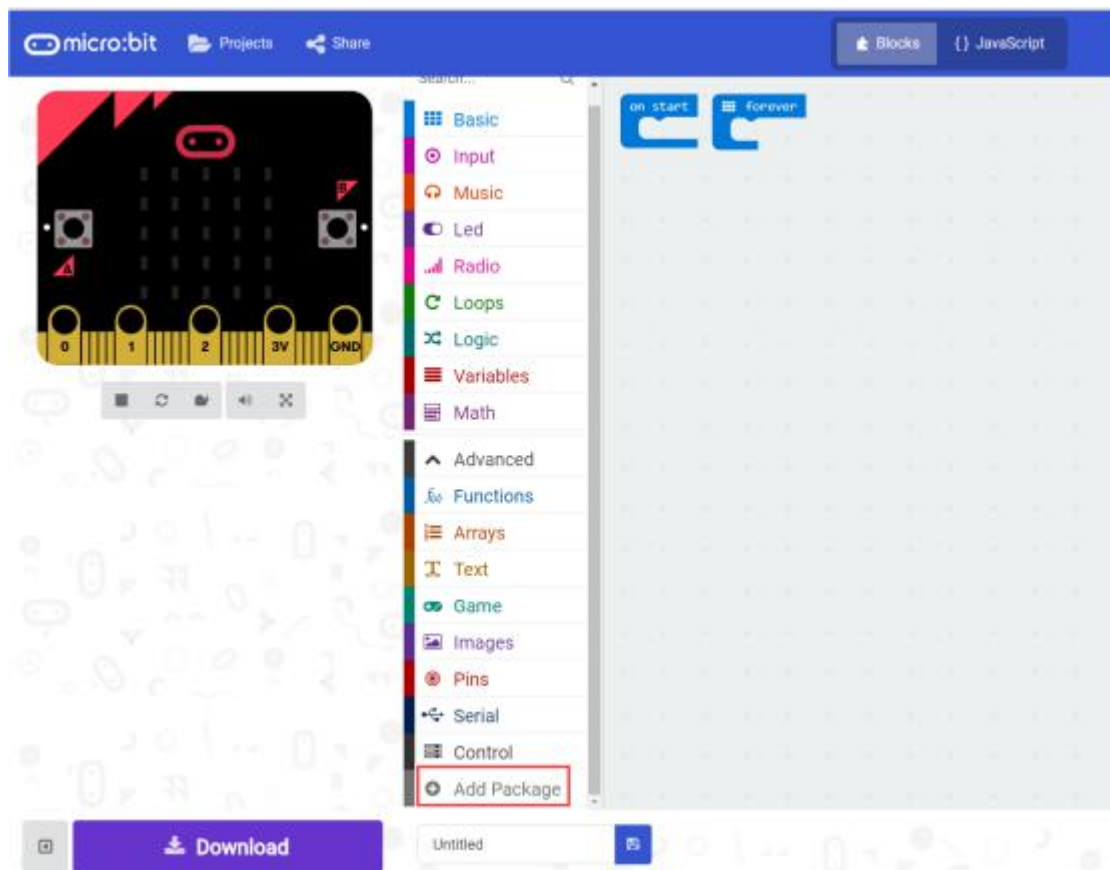 micro:bit Projects Share Blocks {} JavaScript
Search...
Basic
Input
Music
Led
Radio
Loops
Logic
Variables
Math
Advanced
Functions
Arrays
Text
Game
Images
Pins
Serial
Control
Add Package
on start
forever
B
A
0 1 2 3V GND
Download
Untitled